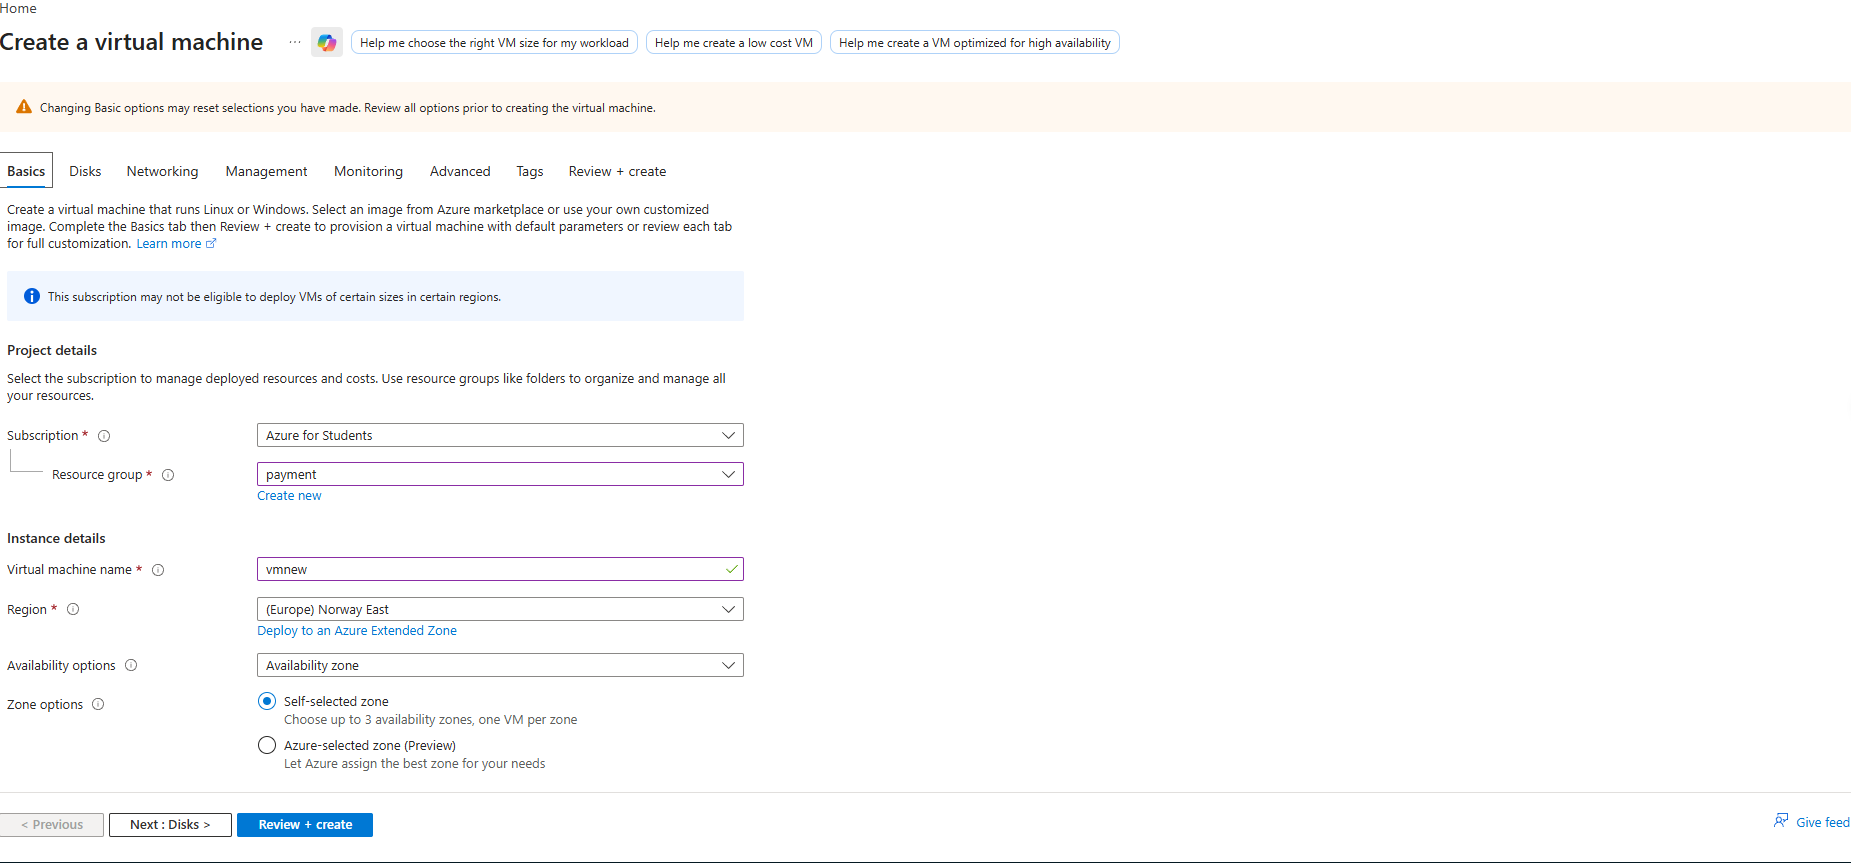 Home
Create a virtual machine
... Help me choose the right VM size for my workload Help me create a low cost VM Help me create a VM optimized for high availability
Changing Basic options may reset selections you have made. Review all options prior to creating the virtual machine.
Basics Disks Networking Management Monitoring Advanced Tags Review + create
Create a virtual machine that runs Linux or Windows. Select an image from Azure marketplace or use your own customized
image. Complete the Basics tab then Review + create to provision a virtual machine with default parameters or review each tab
for full customization. Learn more
This subscription may not be eligible to deploy VMs of certain sizes in certain regions.
Project details
Select the subscription to manage deployed resources and costs. Use resource groups like folders to organize and manage all
your resources.
Subscription * Azure for Students
Resource group * payment
Create new
Instance details
Virtual machine name * vmnew
Region * (Europe) Norway East
Deploy to an Azure Extended Zone
Availability options Availability zone
Zone options Self-selected zone
Choose up to 3 availability zones, one VM per zone
Azure-selected zone (Preview)
Let Azure assign the best zone for your needs
< Previous Next : Disks > Review + create Give feed